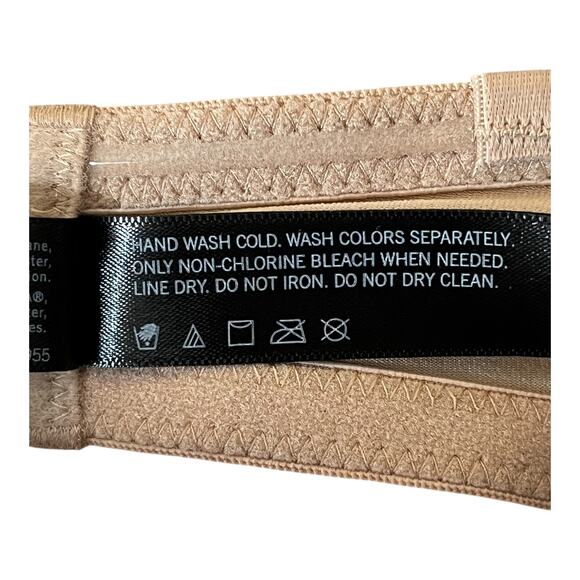 HAND WASH COLD. WASH COLORS SEPARATELY.
ONLY NON-CHLORINE BLEACH WHEN NEEDED.
LINE DRY. DO NOT IRON. DO NOT DRY CLEAN.